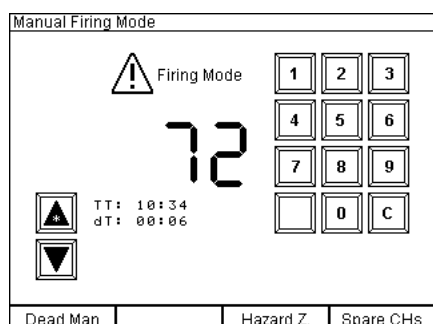 Manual Firing Mode
Firing Mode
72
1 2 3
4 5 6
7 8 9
0 C
*
TT: 10:34
dT: 00:06
Dead Man Hazard Z Spare CHs